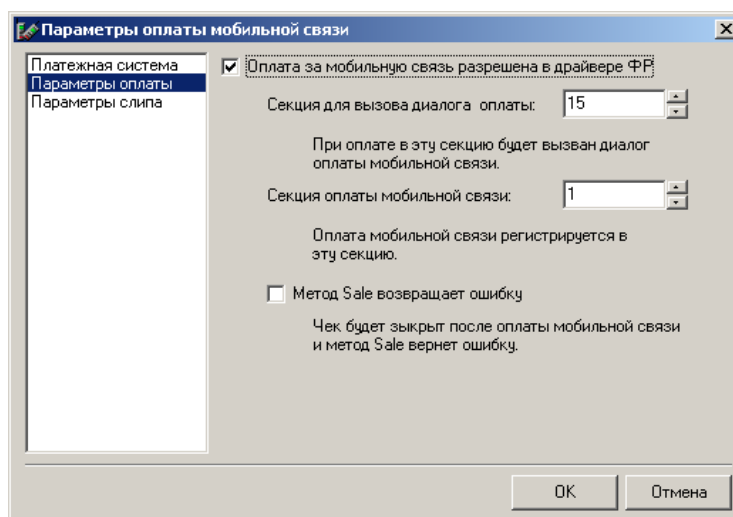 Параметры оплаты мобильной связи
Платежная система
Параметры оплаты
Параметры слипа
Оплата за мобильную связь разрешена в драйвере ФР
Секция для вызова диалога оплаты:
15
При оплате в эту секцию будет вызван диалог
оплаты мобильной связи.
Секция оплаты мобильной связи:
1
Оплата мобильной связи регистрируется в
эту секцию.
Метод Sale возвращает ошибку
Чек будет зыкрыт после оплаты мобильной связи
и метод Sale вернет ошибку.
OK
Отмена